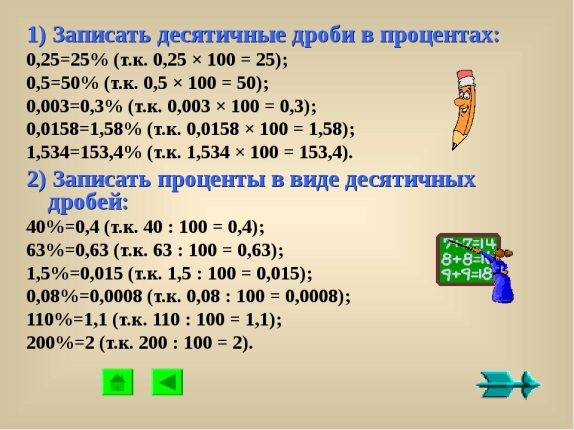 1) Записать десятичные дроби в процентах:
0,25=25% (т.к. 0,25 × 100 = 25);
0,5=50% (т.к. 0,5 × 100 = 50);
0,003=0,3% (т.к. 0,003 × 100 = 0,3);
0,0158=1,58% (т.к. 0,0158 × 100 = 1,58);
1,534=153,4% (т.к. 1,534 × 100 = 153,4).
2) Записать проценты в виде десятичных
дробей:
40%=0,4 (т.к. 40 : 100 = 0,4);
63%=0,63 (т.к. 63 : 100 = 0,63);
1,5%=0,015 (т.к. 1,5 : 100 = 0,015);
0,08%=0,0008 (т.к. 0,08 : 100 = 0,0008);
110%=1,1 (т.к. 110 : 100 = 1,1);
200%=2 (т.к. 200 : 100 = 2).
7+7=14
8+8=16
9+9=18